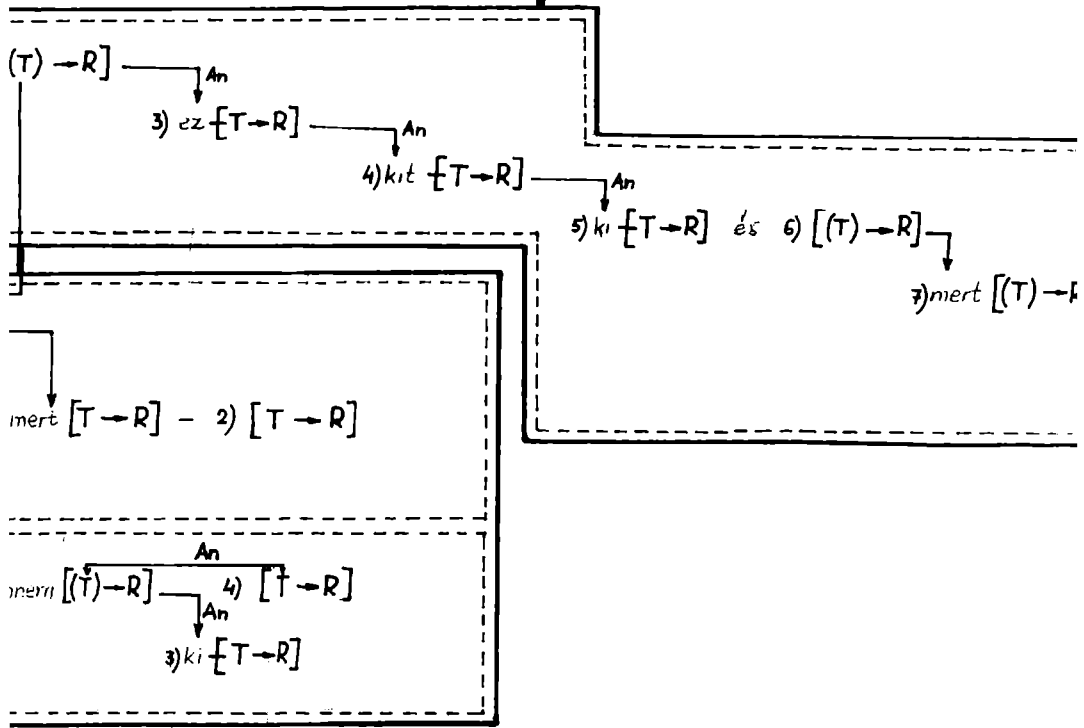 (T) → R]
An
3) ez [T → R]
An
4) kit [T → R]
An
5) ki [T → R] és 6) [(T) → R]
7) mert [(T) → R
mert [T → R] – 2) [T → R]
An
[(T) → R] 4) [T → R]
An
3) ki [T → R]